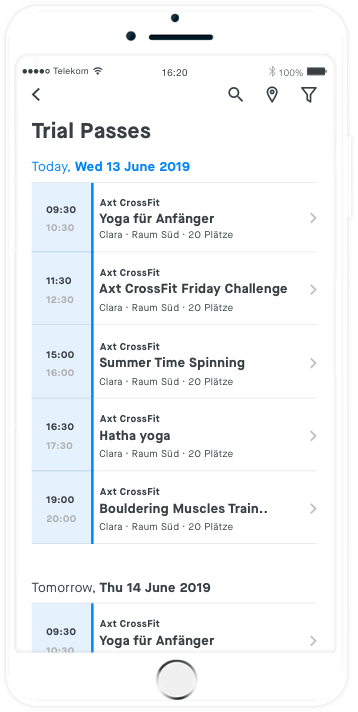 Telekom 16:20 100%
Trial Passes
Today, Wed 13 June 2019
09:30
10:30
Axt CrossFit
Yoga für Anfänger
Clara · Raum Süd · 20 Plätze
11:30
12:30
Axt CrossFit
Axt CrossFit Friday Challenge
Clara · Raum Süd · 20 Plätze
15:00
16:00
Axt CrossFit
Summer Time Spinning
Clara · Raum Süd · 20 Plätze
16:30
17:30
Axt CrossFit
Hatha yoga
Clara · Raum Süd · 20 Plätze
19:00
20:00
Axt CrossFit
Bouldering Muscles Train..
Clara · Raum Süd · 20 Plätze
Tomorrow, Thu 14 June 2019
09:30
10:30
Axt CrossFit
Yoga für Anfänger